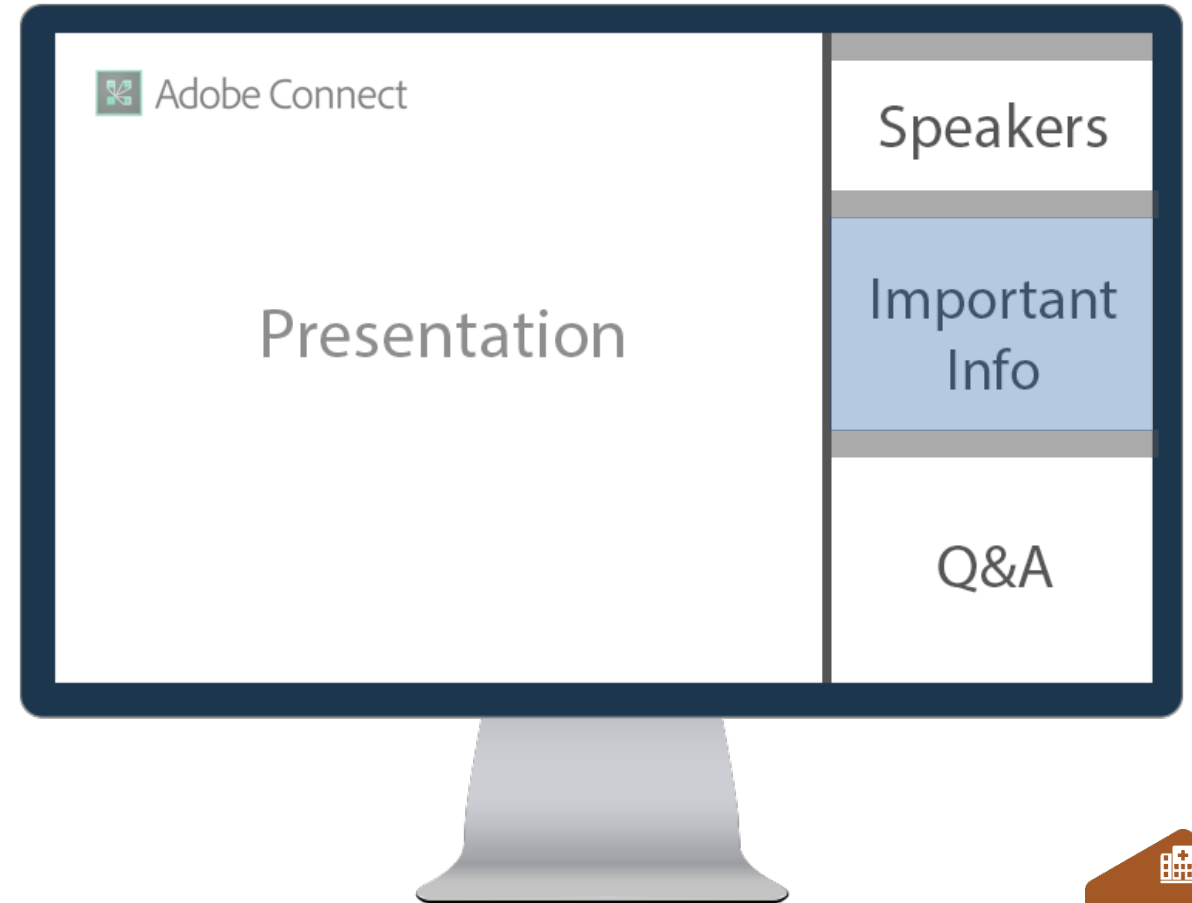 Adobe Connect
Presentation
Speakers
Important
Info
Q&A